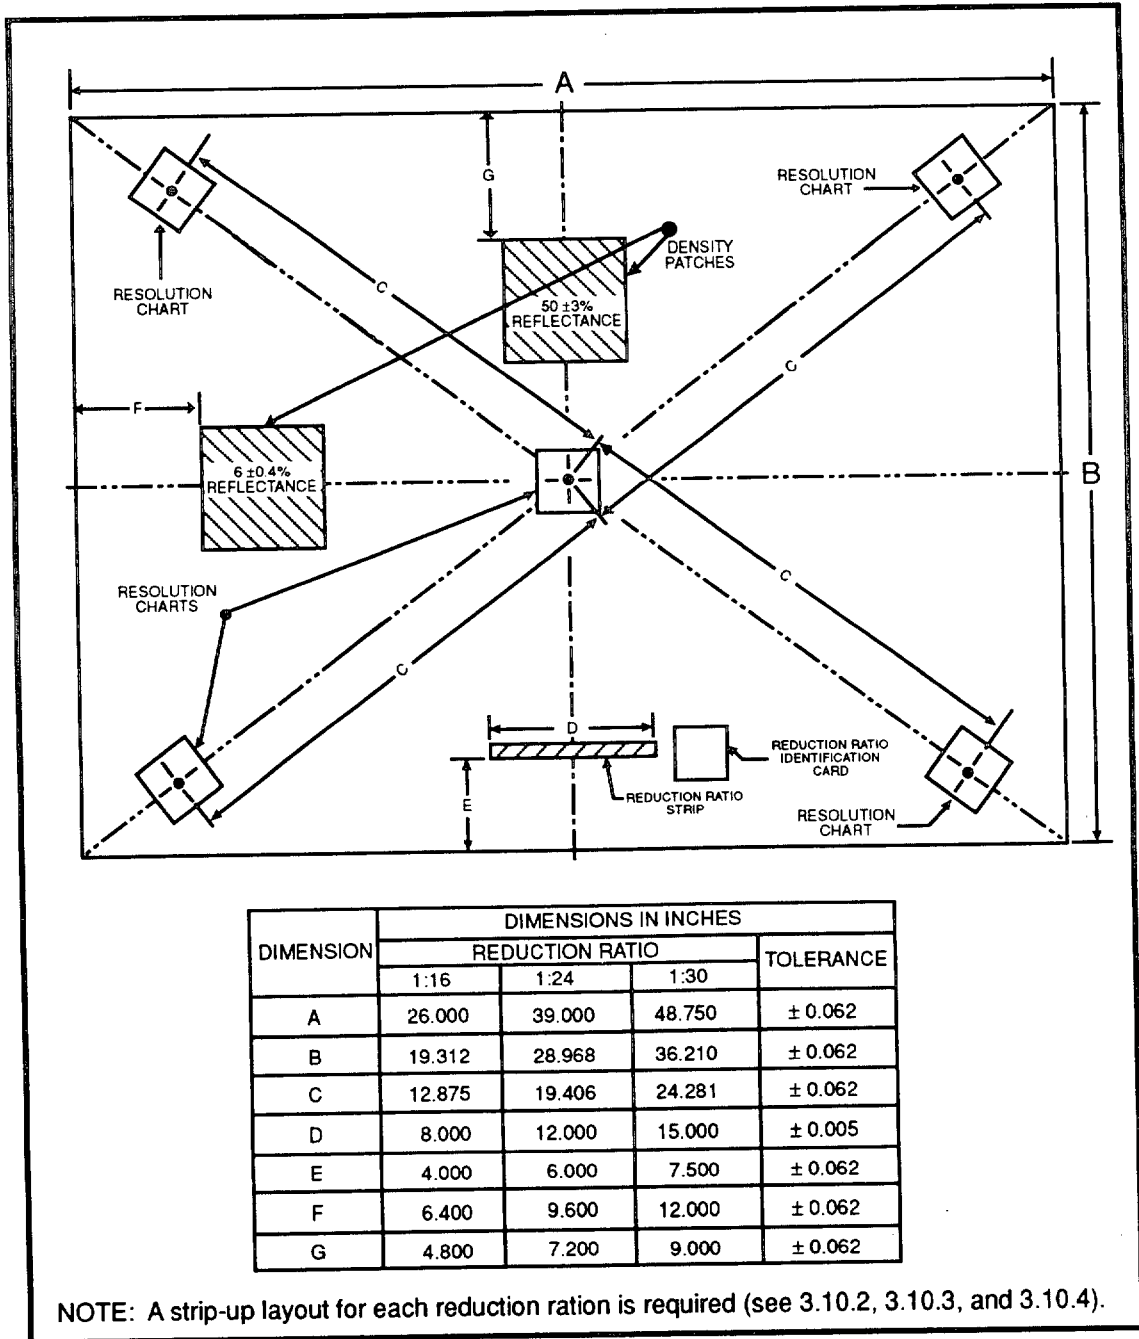 A
G
RESOLUTION
CHART
DENSITY
PATCHES
RESOLUTION
CHART
C
50 ±3%
REFLECTANCE
C
F
6 ±0.4%
REFLECTANCE
B
RESOLUTION
CHARTS
C
C
D
E
REDUCTION RATIO
IDENTIFICATION
CARD
REDUCTION RATIO
STRIP
RESOLUTION
CHART
DIMENSION DIMENSIONS IN INCHES
REDUCTION RATIO TOLERANCE
1:16 1:24 1:30
A 26.000 39.000 48.750 ± 0.062
B 19.312 28.968 36.210 ± 0.062
C 12.875 19.406 24.281 ± 0.062
D 8.000 12.000 15.000 ± 0.005
E 4.000 6.000 7.500 ± 0.062
F 6.400 9.600 12.000 ± 0.062
G 4.800 7.200 9.000 ± 0.062
NOTE: A strip-up layout for each reduction ration is required (see 3.10.2, 3.10.3, and 3.10.4).